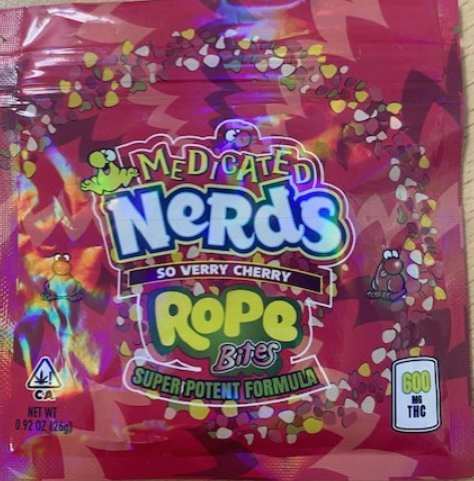 MEDICATED
NeRdS
SO VERRY CHERRY
ROPe
Bites
SUPER POTENT FORMULA
600
MG
THC
CA
NET WT
0.92 OZ (26g)